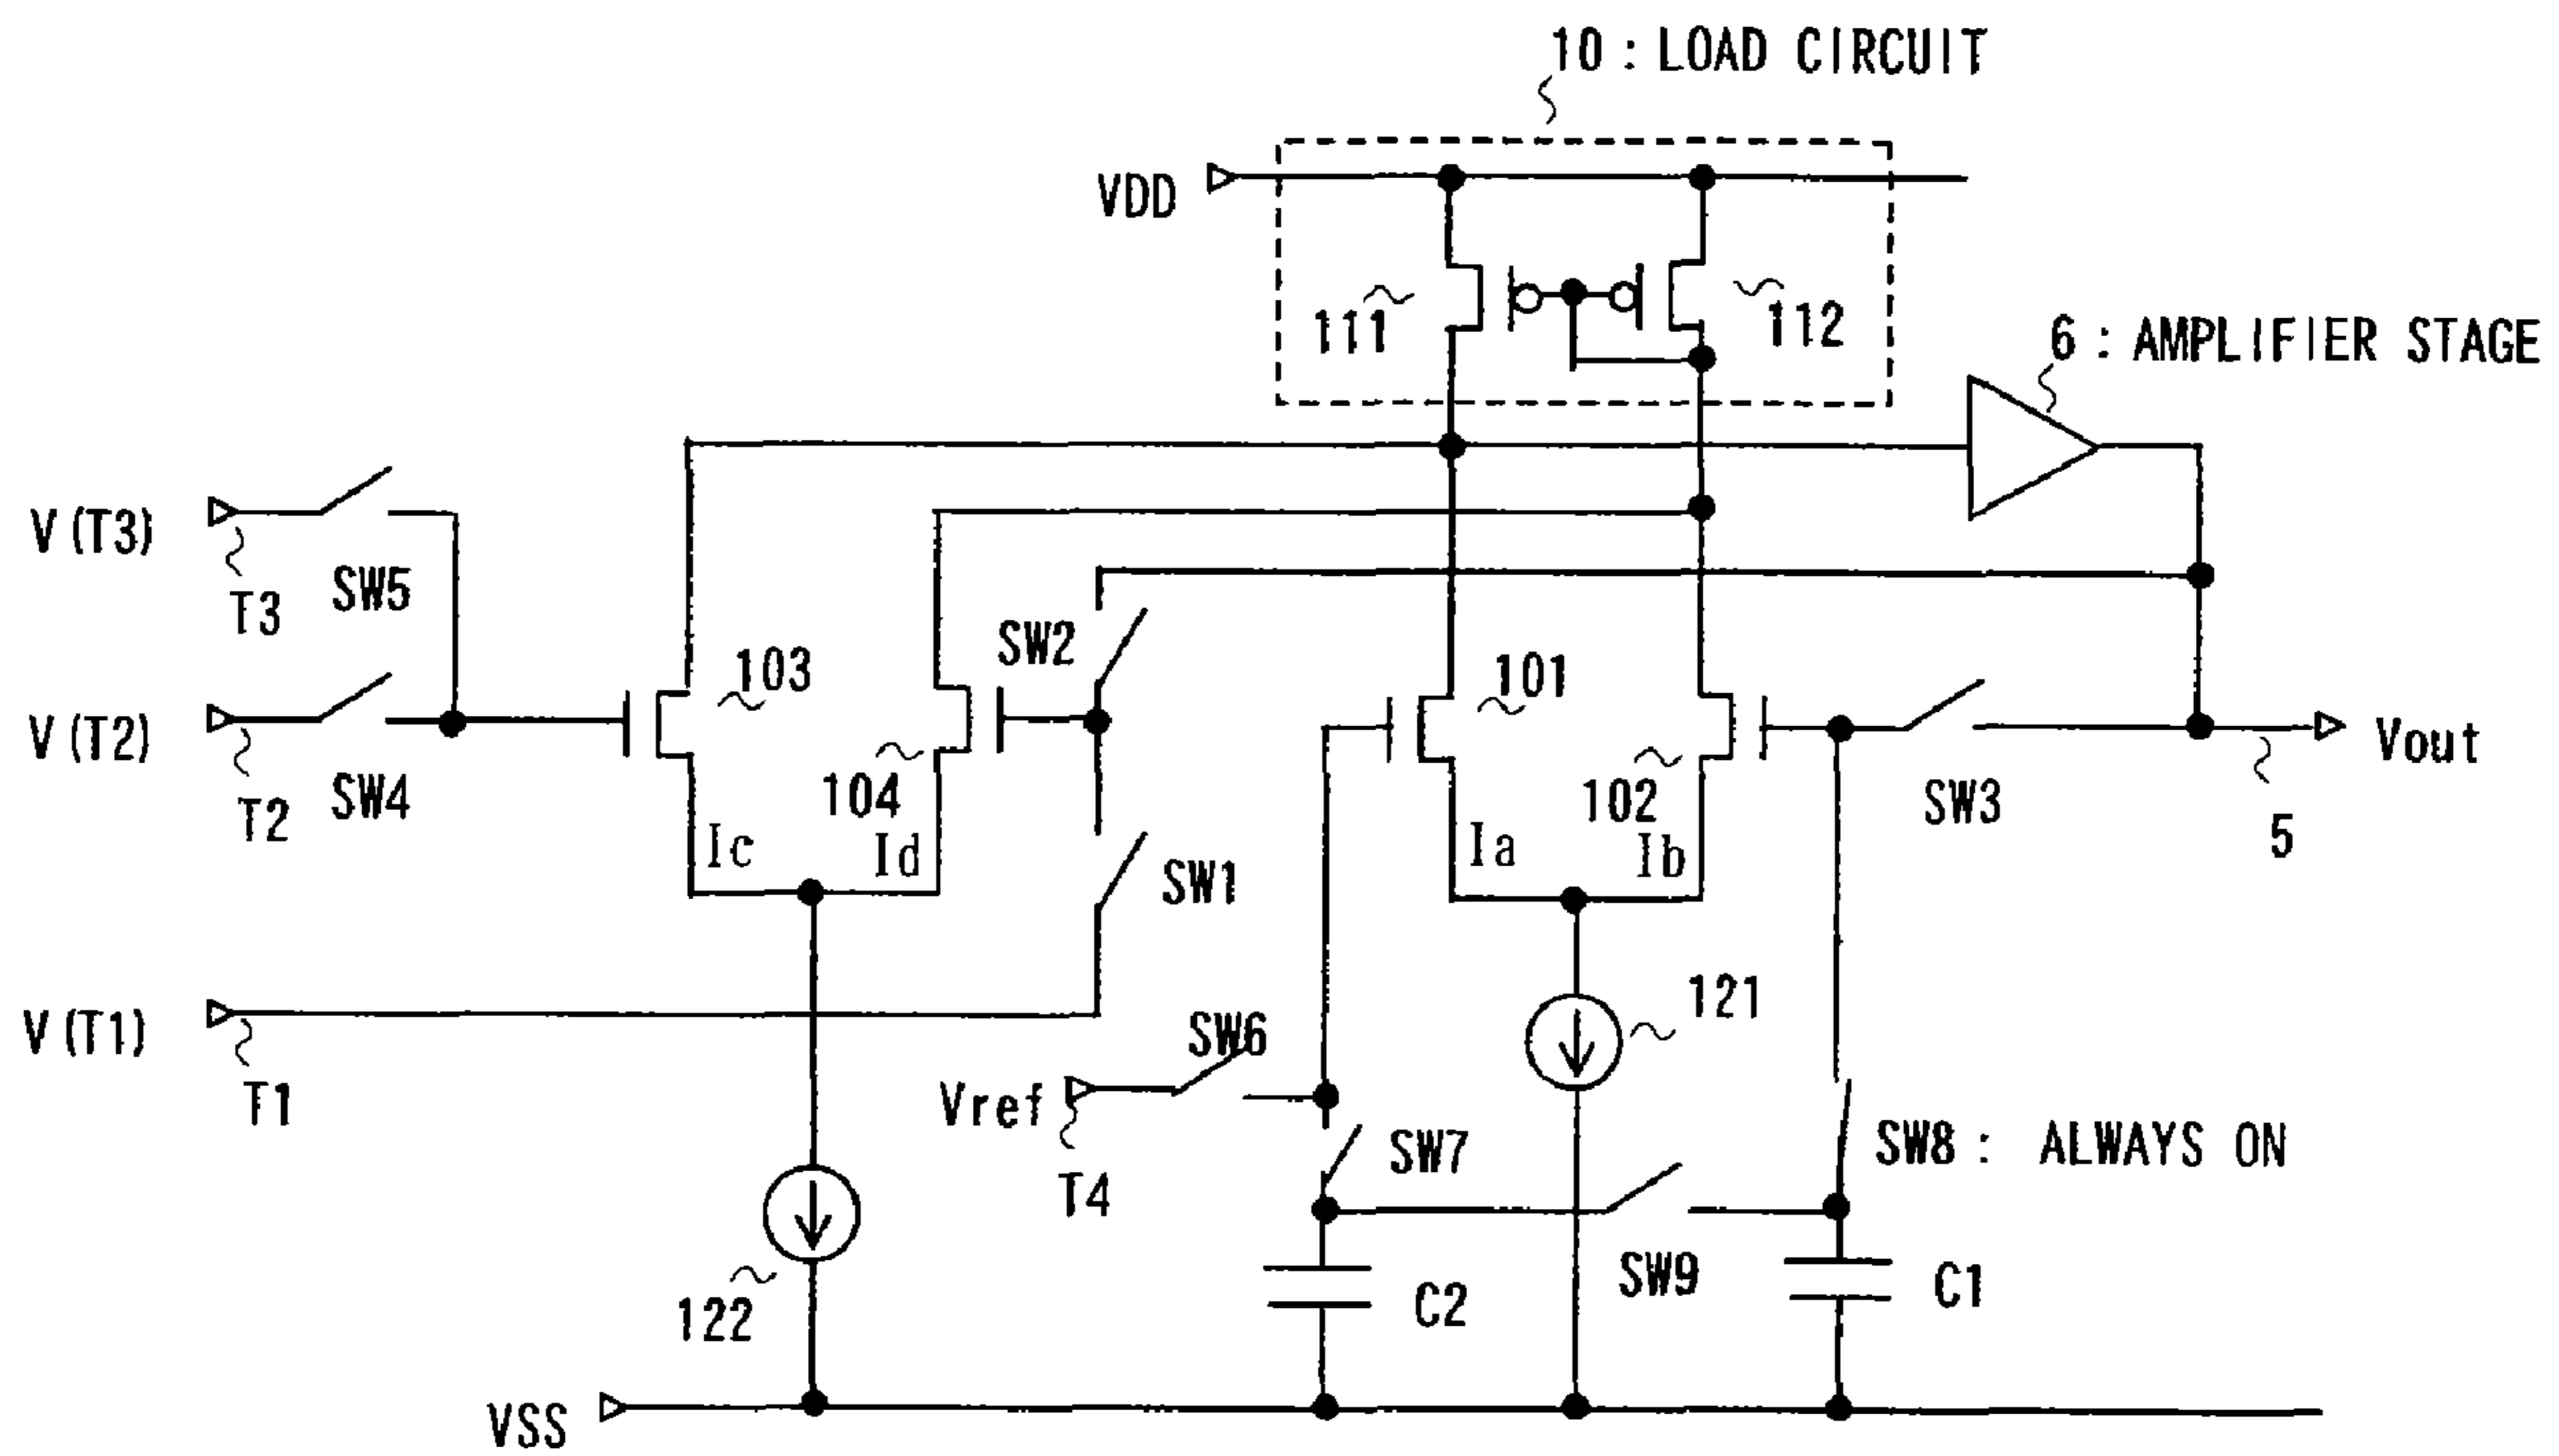 10 : LOAD CIRCUIT
VDD
111
112
6 : AMPLIFIER STAGE
V (T3)
T3
SW5
SW2
103
101
V (T2)
T2
SW4
104
102
SW3
Vout
5
Ic
Id
Ia
Ib
SW1
121
V (T1)
T1
SW6
Vref
T4
SW7
SW8 : ALWAYS ON
SW9
C2
C1
122
VSS